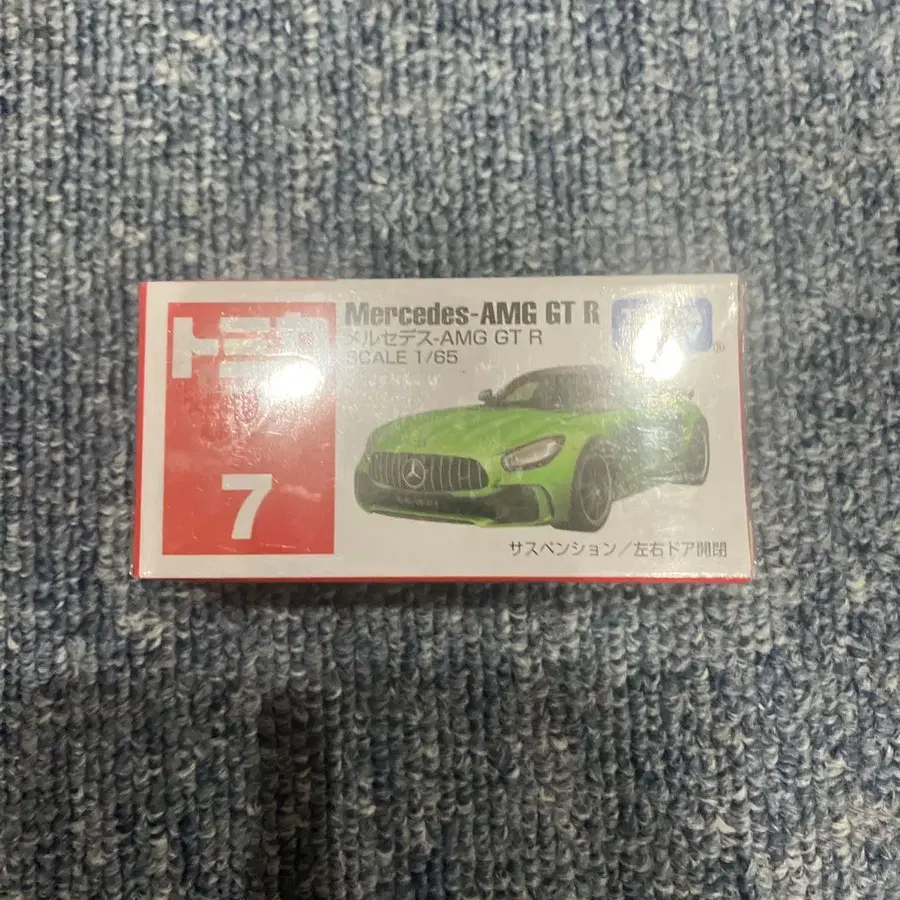 トミカ
7
Mercedes-AMG GT R
メルセデス-AMG GT R
SCALE 1/65
®
サスペンション/左右ドア開閉